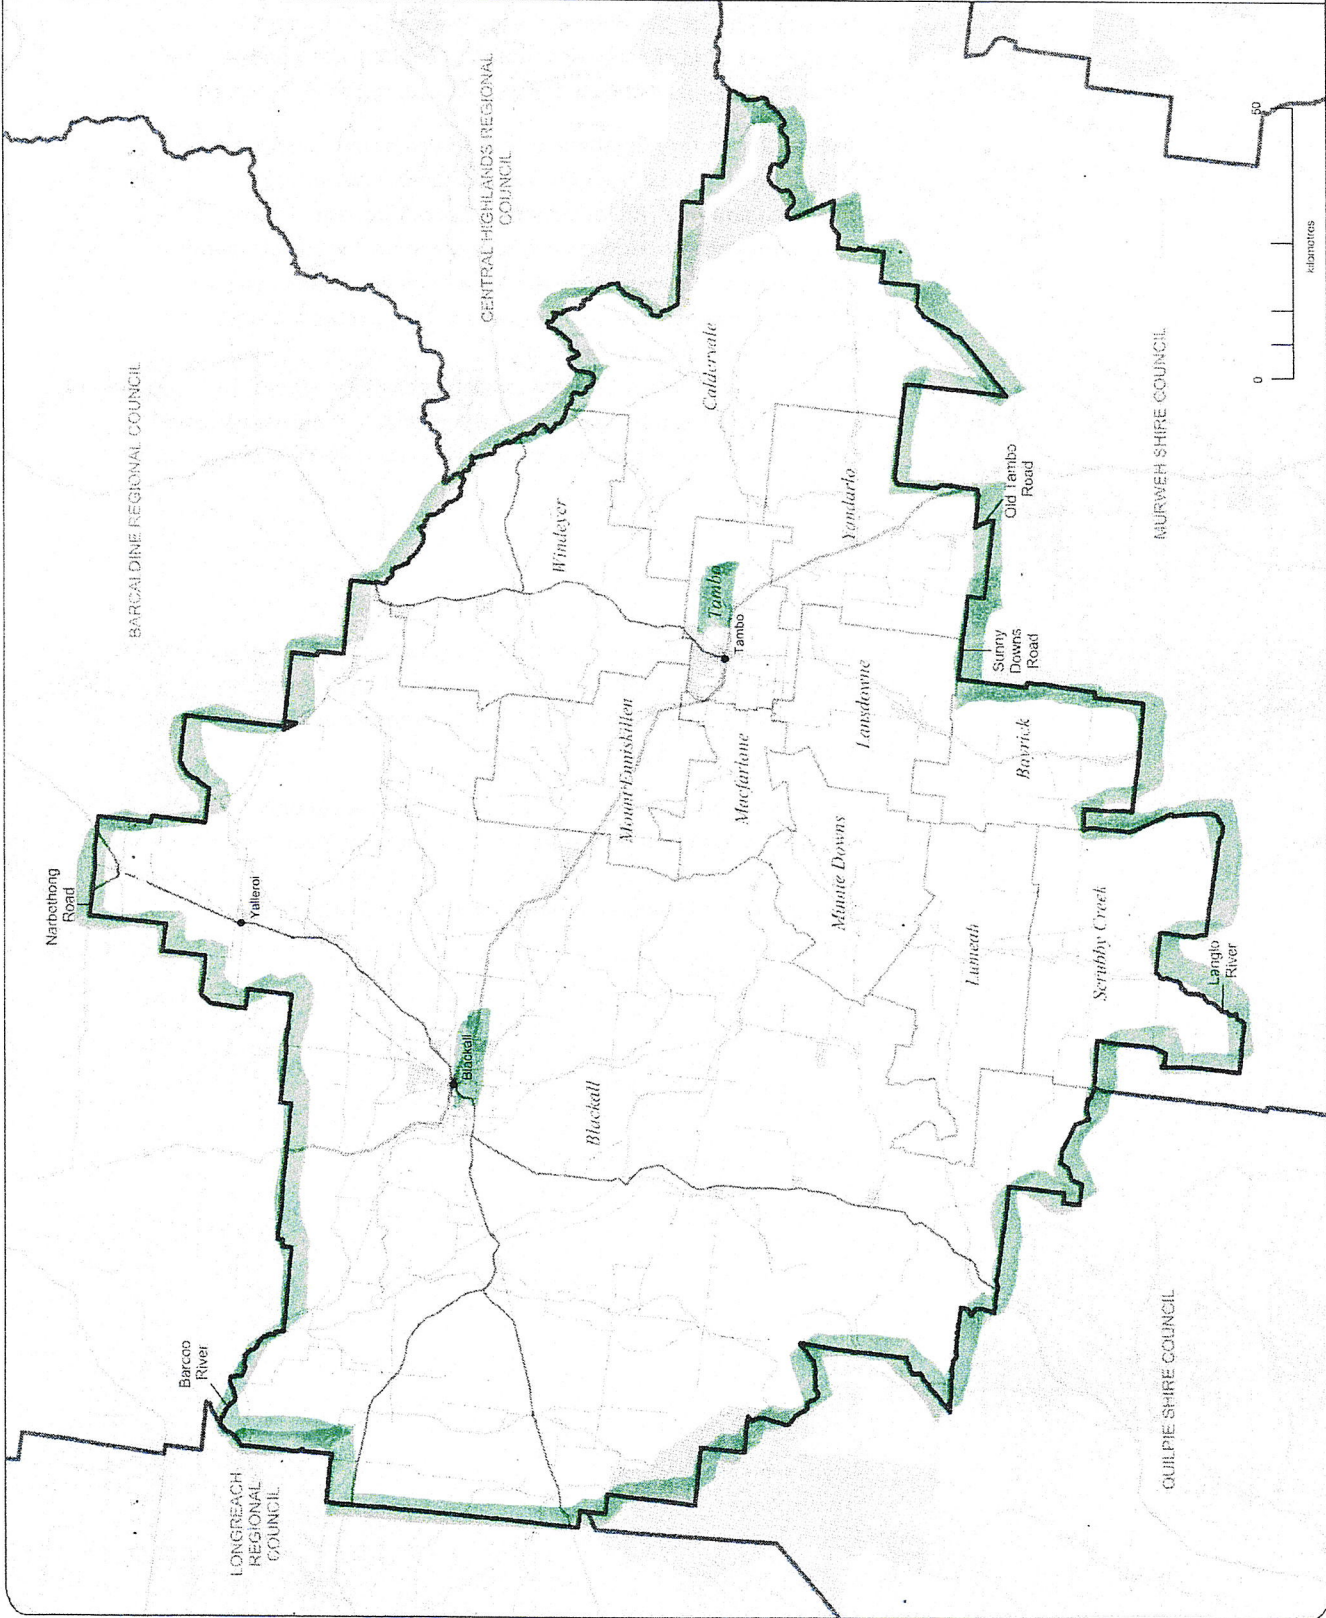 BARCALDINE REGIONAL COUNCIL
CENTRAL HIGHLANDS REGIONAL
COUNCIL
LONGREACH
REGIONAL
COUNCIL
QUILPIE SHIRE COUNCIL
MURWEH SHIRE COUNCIL
Narbethong
Road
Barcoo
River
Yalleroi
Blackall
Blackall
Windeyer
Caldervale
Mount Enniskillen
Tambo
Tambo
Macfarlane
Yandarlo
Lansdowne
Minnie Downs
Bayrick
Lumeah
Scrubby Creek
Sunny
Downs
Road
Old Tambo
Road
Langlo
River
0
50
kilometres